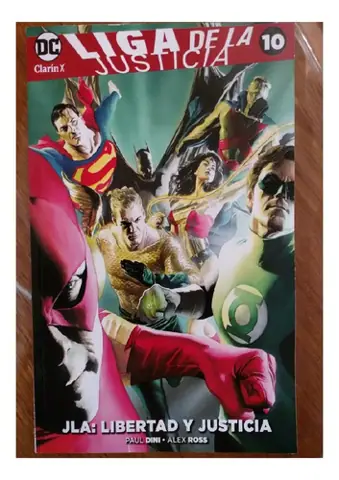 DC
Clarín X
LIGA DE LA
JUSTICIA
10
JLA: LIBERTAD Y JUSTICIA
PAUL DINI • ALEX ROSS